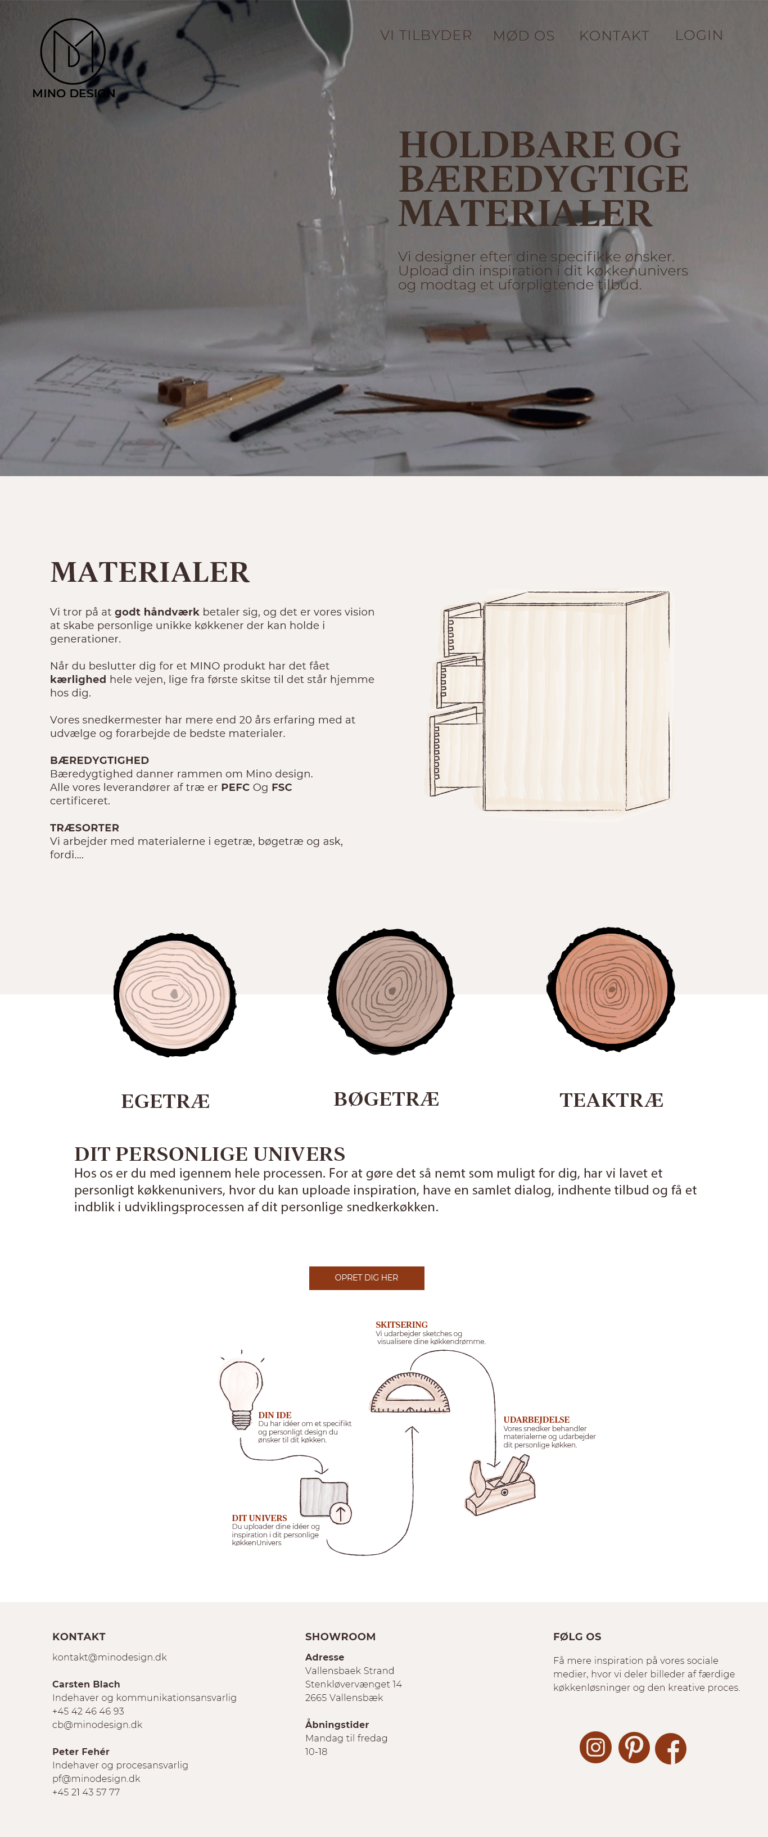 VI TILBYDER MØD OS KONTAKT LOGIN
MINO DESIGN
HOLDBARE OG
BÆREDYGTIGE
MATERIALER
Vi designer efter dine specifikke ønsker.
Upload din inspiration i dit køkkenunivers
og modtag et uforpligtende tilbud.
MATERIALER
Vi tror på at godt håndværk betaler sig, og det er vores vision
at skabe personlige unikke køkkener der kan holde i
generationer.
Når du beslutter dig for et MINO produkt har det fået
kærlighed hele vejen, lige fra første skitse til det står hjemme
hos dig.
Vores snedkermester har mere end 20 års erfaring med at
udvælge og forarbejde de bedste materialer.
BÆREDYGTIGHED
Bæredygtighed danner rammen om Mino design.
Alle vores leverandører af træ er PEFC Og FSC
certificeret.
TRÆSORTER
Vi arbejder med materialerne i egetræ, bøgetræ og ask,
fordi....
EGETRÆ
BØGETRÆ
TEAKTRÆ
DIT PERSONLIGE UNIVERS
Hos os er du med igennem hele processen. For at gøre det så nemt som muligt for dig, har vi lavet et
personligt køkkenunivers, hvor du kan uploade inspiration, have en samlet dialog, indhente tilbud og få et
indblik i udviklingsprocessen af dit personlige snedkerkøkken.
OPRET DIG HER
SKITSERING
Vi udarbejder sketches og
visualisere dine køkkendrømme.
DIN IDE
Du har idéer om et specifikt
og personligt design du
ønsker til dit køkken.
UDARBEJDELSE
Vores snedker behandler
materialerne og udarbejder
dit personlige køkken.
DIT UNIVERS
Du uploader dine idéer og
inspiration i dit personlige
køkkenUnivers
KONTAKT
kontakt@minodesign.dk
Carsten Blach
Indehaver og kommunikationsansvarlig
+45 42 46 46 93
cb@minodesign.dk
Peter Fehér
Indehaver og procesansvarlig
pf@minodesign.dk
+45 21 43 57 77
SHOWROOM
Adresse
Vallensbaek Strand
Stenkløvervænget 14
2665 Vallensbæk
Åbningstider
Mandag til fredag
10-18
FØLG OS
Få mere inspiration på vores sociale
medier, hvor vi deler billeder af færdige
køkkenløsninger og den kreative proces.